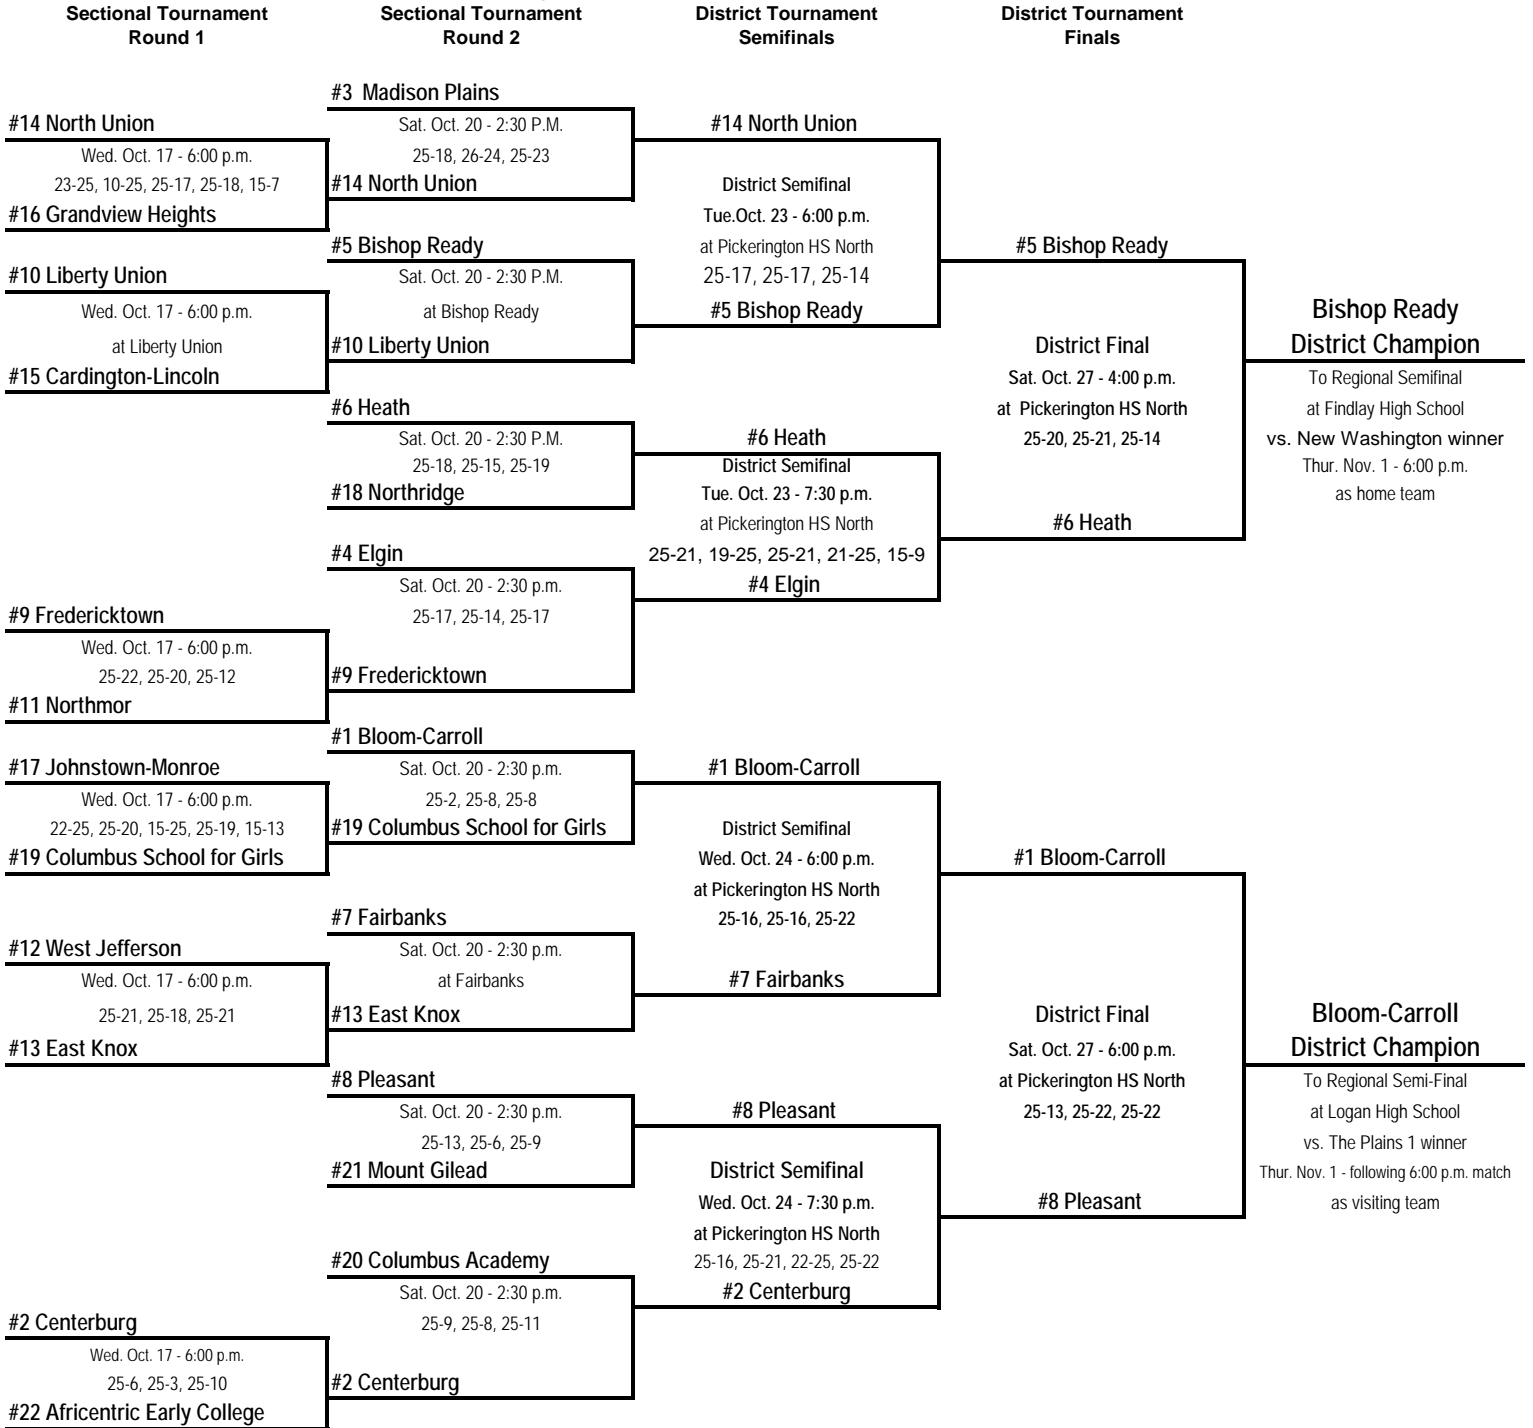 Sectional Tournament
Round 1
#14 North Union
Wed. Oct. 17 - 6:00 p.m.
23-25, 10-25, 25-17, 25-18, 15-7
#16 Grandview Heights
#10 Liberty Union
Wed. Oct. 17 - 6:00 p.m.
at Liberty Union
#15 Cardington-Lincoln
#9 Fredericktown
Wed. Oct. 17 - 6:00 p.m.
25-22, 25-20, 25-12
#11 Northmor
#17 Johnstown-Monroe
Wed. Oct. 17 - 6:00 p.m.
22-25, 25-20, 15-25, 25-19, 15-13
#19 Columbus School for Girls
#12 West Jefferson
Wed. Oct. 17 - 6:00 p.m.
25-21, 25-18, 25-21
#13 East Knox
#2 Centerburg
Wed. Oct. 17 - 6:00 p.m.
25-6, 25-3, 25-10
#22 Africentric Early College
Sectional Tournament
Round 2
#3 Madison Plains
Sat. Oct. 20 - 2:30 P.M.
25-18, 26-24, 25-23
#14 North Union
#5 Bishop Ready
Sat. Oct. 20 - 2:30 P.M.
at Bishop Ready
#10 Liberty Union
#6 Heath
Sat. Oct. 20 - 2:30 P.M.
25-18, 25-15, 25-19
#18 Northridge
#4 Elgin
Sat. Oct. 20 - 2:30 p.m.
25-17, 25-14, 25-17
#9 Fredericktown
#1 Bloom-Carroll
Sat. Oct. 20 - 2:30 p.m.
25-2, 25-8, 25-8
#19 Columbus School for Girls
#7 Fairbanks
Sat. Oct. 20 - 2:30 p.m.
at Fairbanks
#13 East Knox
#8 Pleasant
Sat. Oct. 20 - 2:30 p.m.
25-13, 25-6, 25-9
#21 Mount Gilead
#20 Columbus Academy
Sat. Oct. 20 - 2:30 p.m.
25-9, 25-8, 25-11
#2 Centerburg
District Tournament
Semifinals
#14 North Union
District Semifinal
Tue.Oct. 23 - 6:00 p.m.
at Pickerington HS North
25-17, 25-17, 25-14
#5 Bishop Ready
#6 Heath
District Semifinal
Tue. Oct. 23 - 7:30 p.m.
at Pickerington HS North
25-21, 19-25, 25-21, 21-25, 15-9
#4 Elgin
#1 Bloom-Carroll
District Semifinal
Wed. Oct. 24 - 6:00 p.m.
at Pickerington HS North
25-16, 25-16, 25-22
#7 Fairbanks
#8 Pleasant
District Semifinal
Wed. Oct. 24 - 7:30 p.m.
at Pickerington HS North
25-16, 25-21, 22-25, 25-22
#2 Centerburg
District Tournament
Finals
#5 Bishop Ready
District Final
Sat. Oct. 27 - 4:00 p.m.
at Pickerington HS North
25-20, 25-21, 25-14
#6 Heath
#1 Bloom-Carroll
District Final
Sat. Oct. 27 - 6:00 p.m.
at Pickerington HS North
25-13, 25-22, 25-22
#8 Pleasant
Bishop Ready
District Champion
To Regional Semifinal
at Findlay High School
vs. New Washington winner
Thur. Nov. 1 - 6:00 p.m.
as home team
Bloom-Carroll
District Champion
To Regional Semi-Final
at Logan High School
vs. The Plains 1 winner
Thur. Nov. 1 - following 6:00 p.m. match
as visiting team